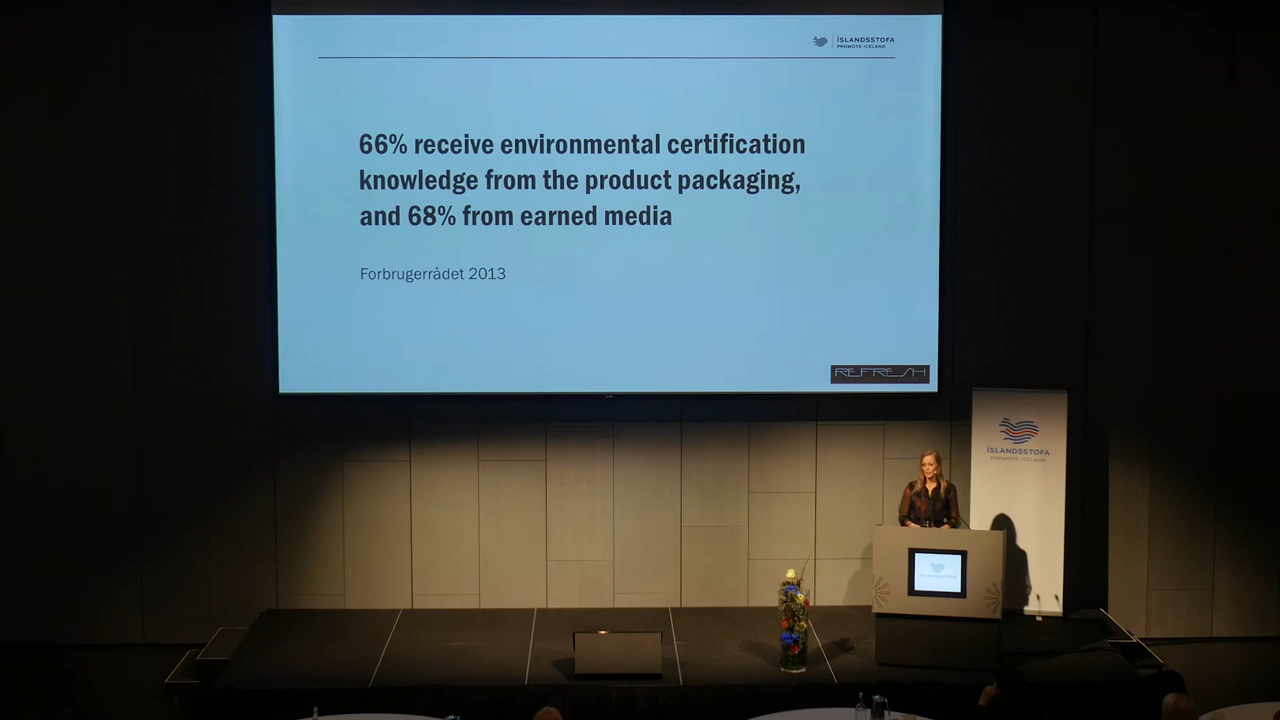 ÍSLANDSSTOFA
PROMOTE ICELAND
66% receive environmental certification
knowledge from the product packaging,
and 68% from earned media
Forbrugerrådet 2013
REFRESH
ÍSLANDSSTOFA
PROMOTE ICELAND